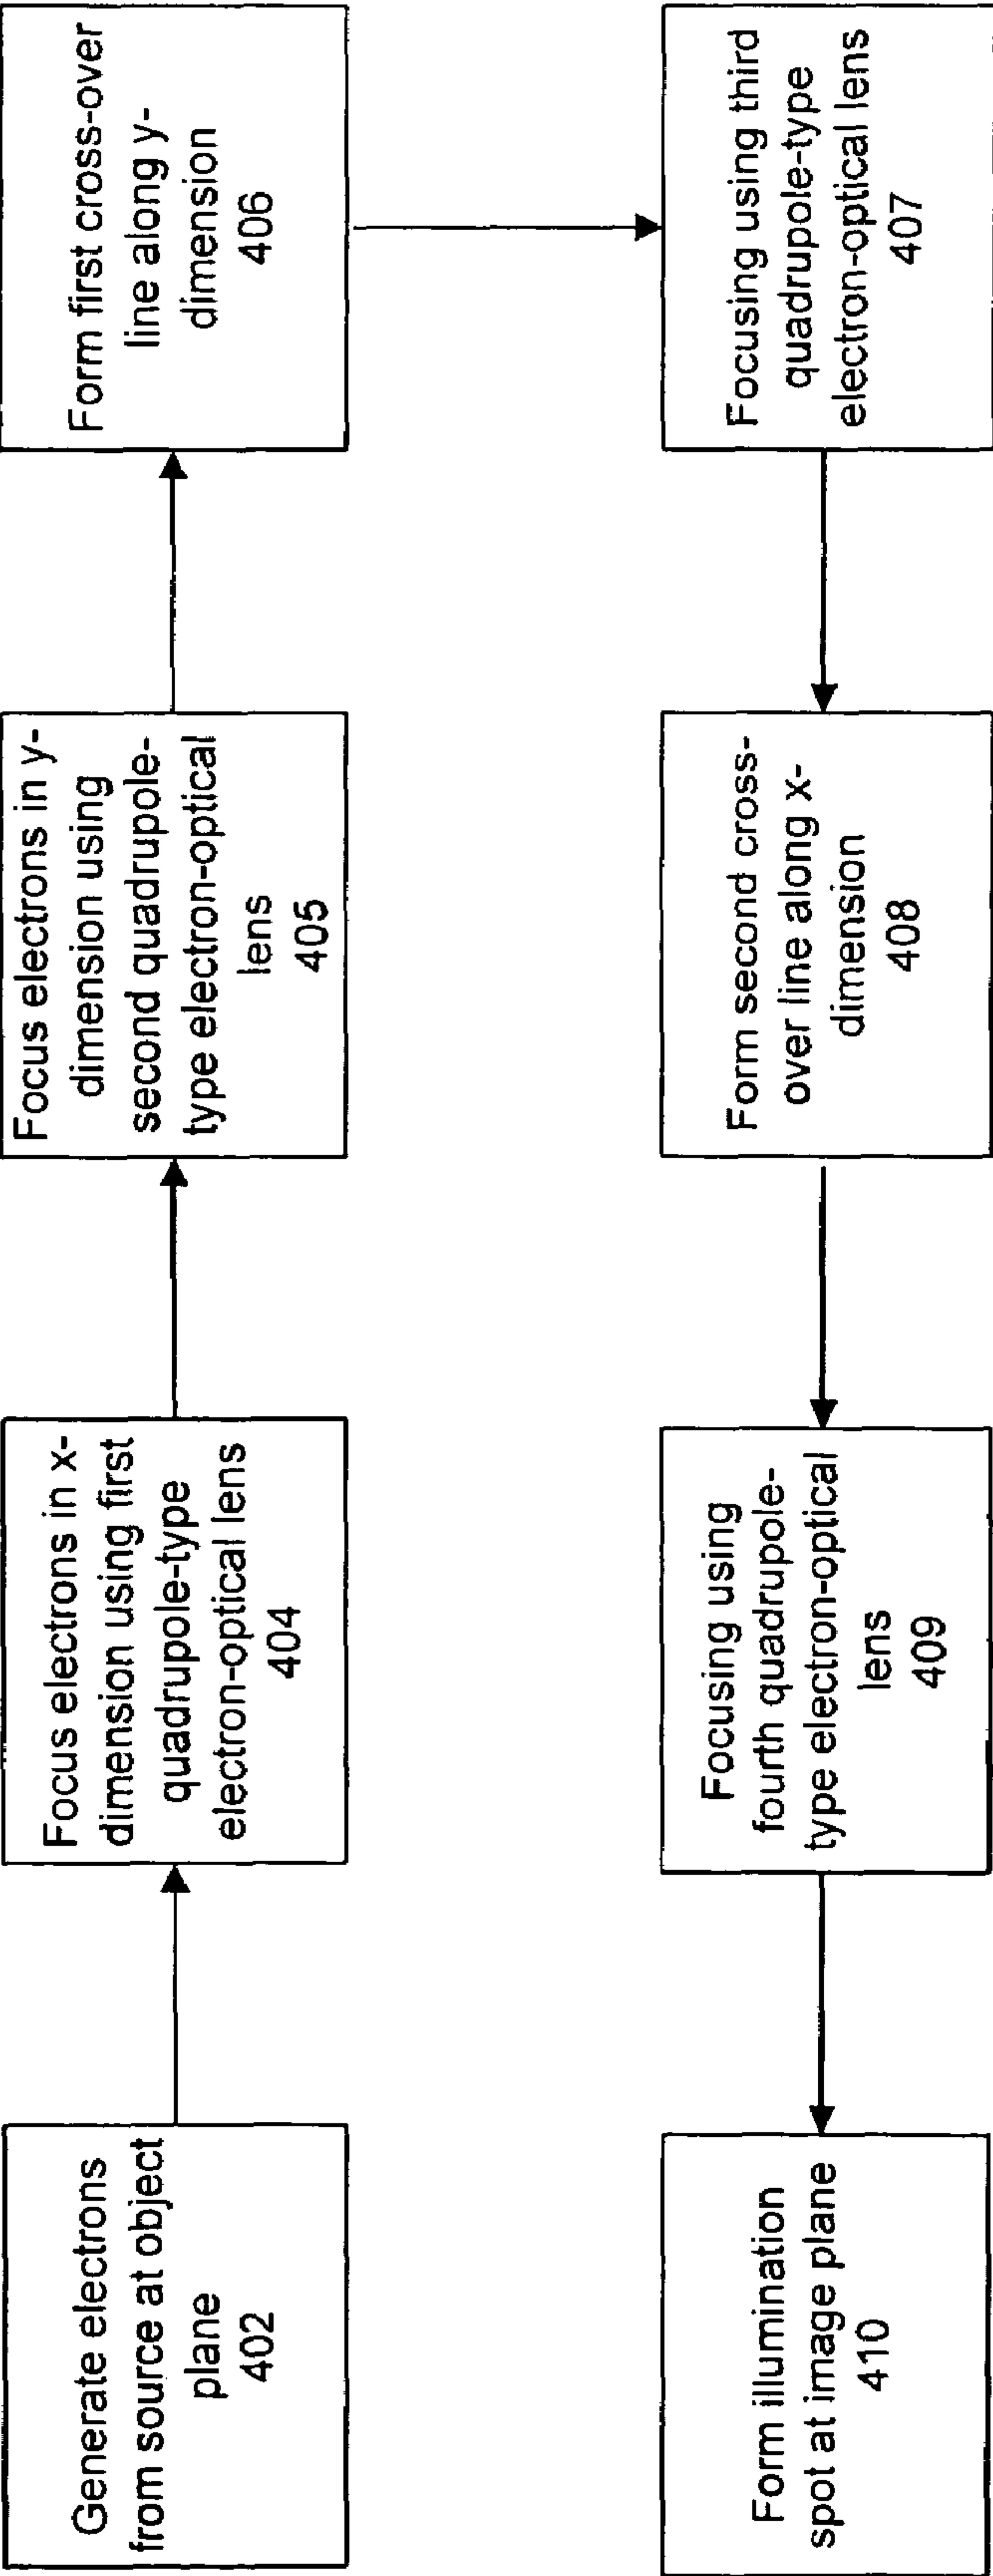 Generate electrons
from source at object
plane
402
Focus electrons in x-
dimension using first
quadrupole-type
electron-optical lens
404
Focus electrons in y-
dimension using
second quadrupole-
type electron-optical
lens
405
Form first cross-over
line along y-
dimension
406
Focusing using third
quadrupole-type
electron-optical lens
407
Form second cross-
over line along x-
dimension
408
Focusing using
fourth quadrupole-
type electron-optical
lens
409
Form illumination
spot at image plane
410